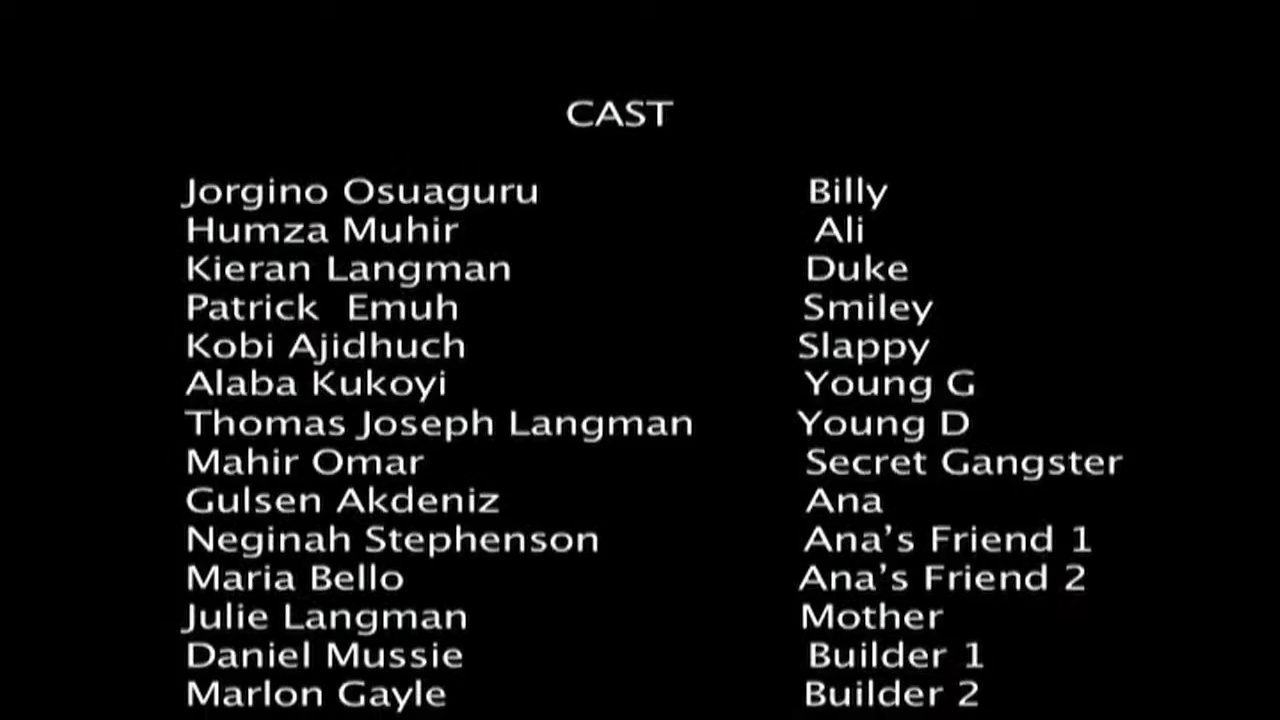 CAST
Jorgino Osuaguru Billy
Humza Muhir Ali
Kieran Langman Duke
Patrick Emuh Smiley
Kobi Ajidhuch Slappy
Alaba Kukoyi Young G
Thomas Joseph Langman Young D
Mahir Omar Secret Gangster
Gulsen Akdeniz Ana
Neginah Stephenson Ana’s Friend 1
Maria Bello Ana’s Friend 2
Julie Langman Mother
Daniel Mussie Builder 1
Marlon Gayle Builder 2